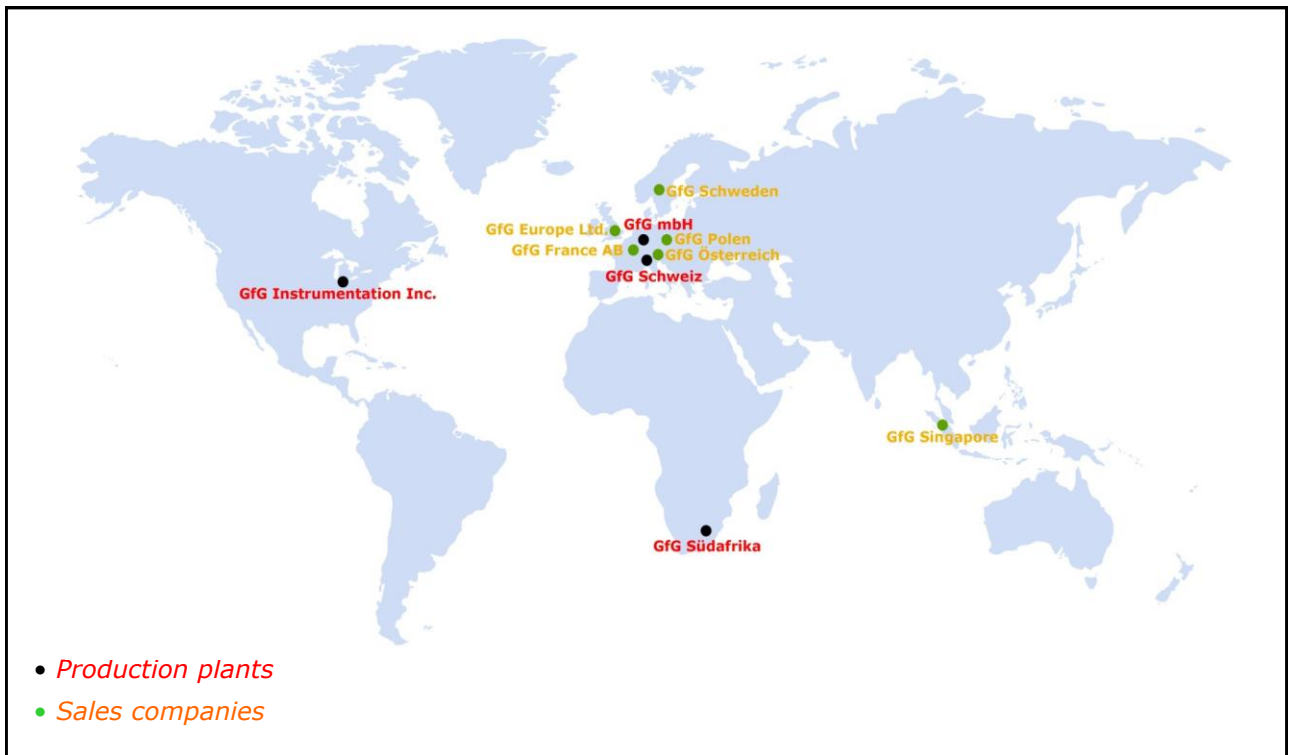 GfG Schweden
GfG mbH
GfG Europe Ltd.
GfG Polen
GfG France AB
GfG Österreich
GfG Schweiz
GfG Instrumentation Inc.
GfG Singapore
GfG Südafrika
• Production plants
• Sales companies